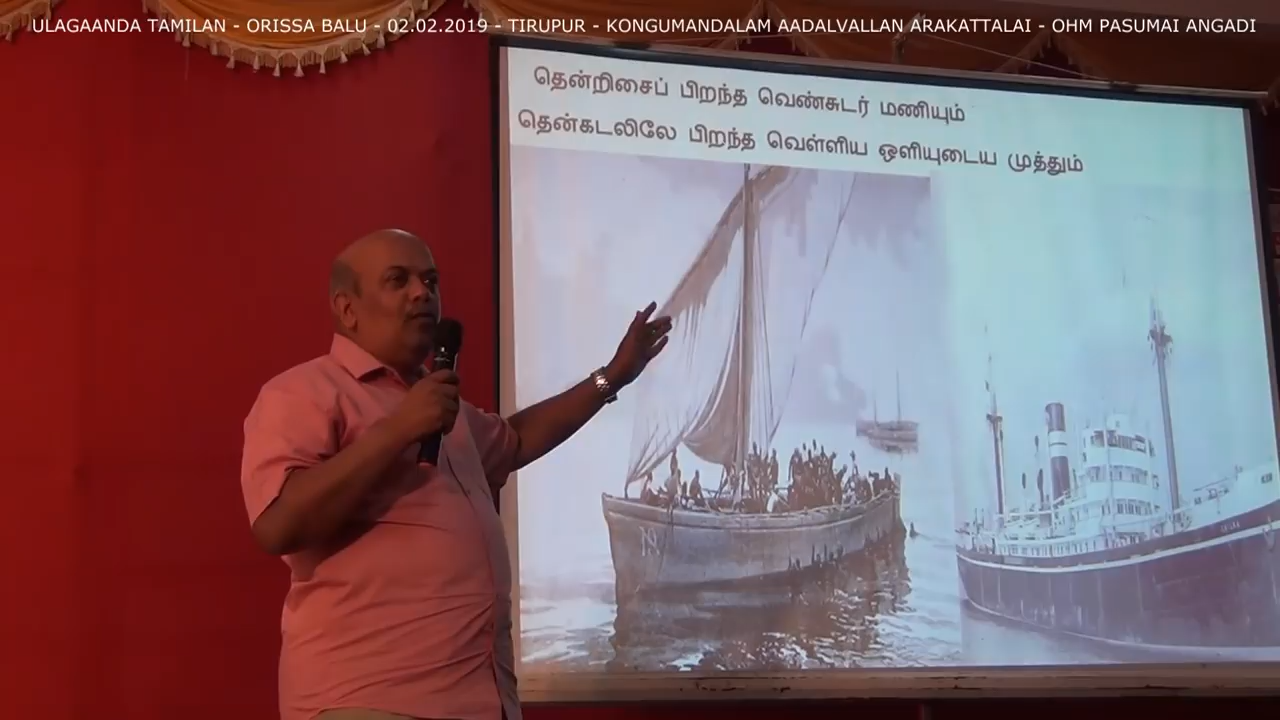 ULAGAANDA TAMILAN - ORISSA BALU - 02.02.2019 - TIRUPUR - KONGUMANDALAM AADALVALLAN ARAKATTALAI - OHM PASUMAI ANGADI
தென்றிசைப் பிறந்த வெண்சுடர் மணியும்
தென்கடலிலே பிறந்த வெள்ளிய ஒளியுடைய முத்தும்